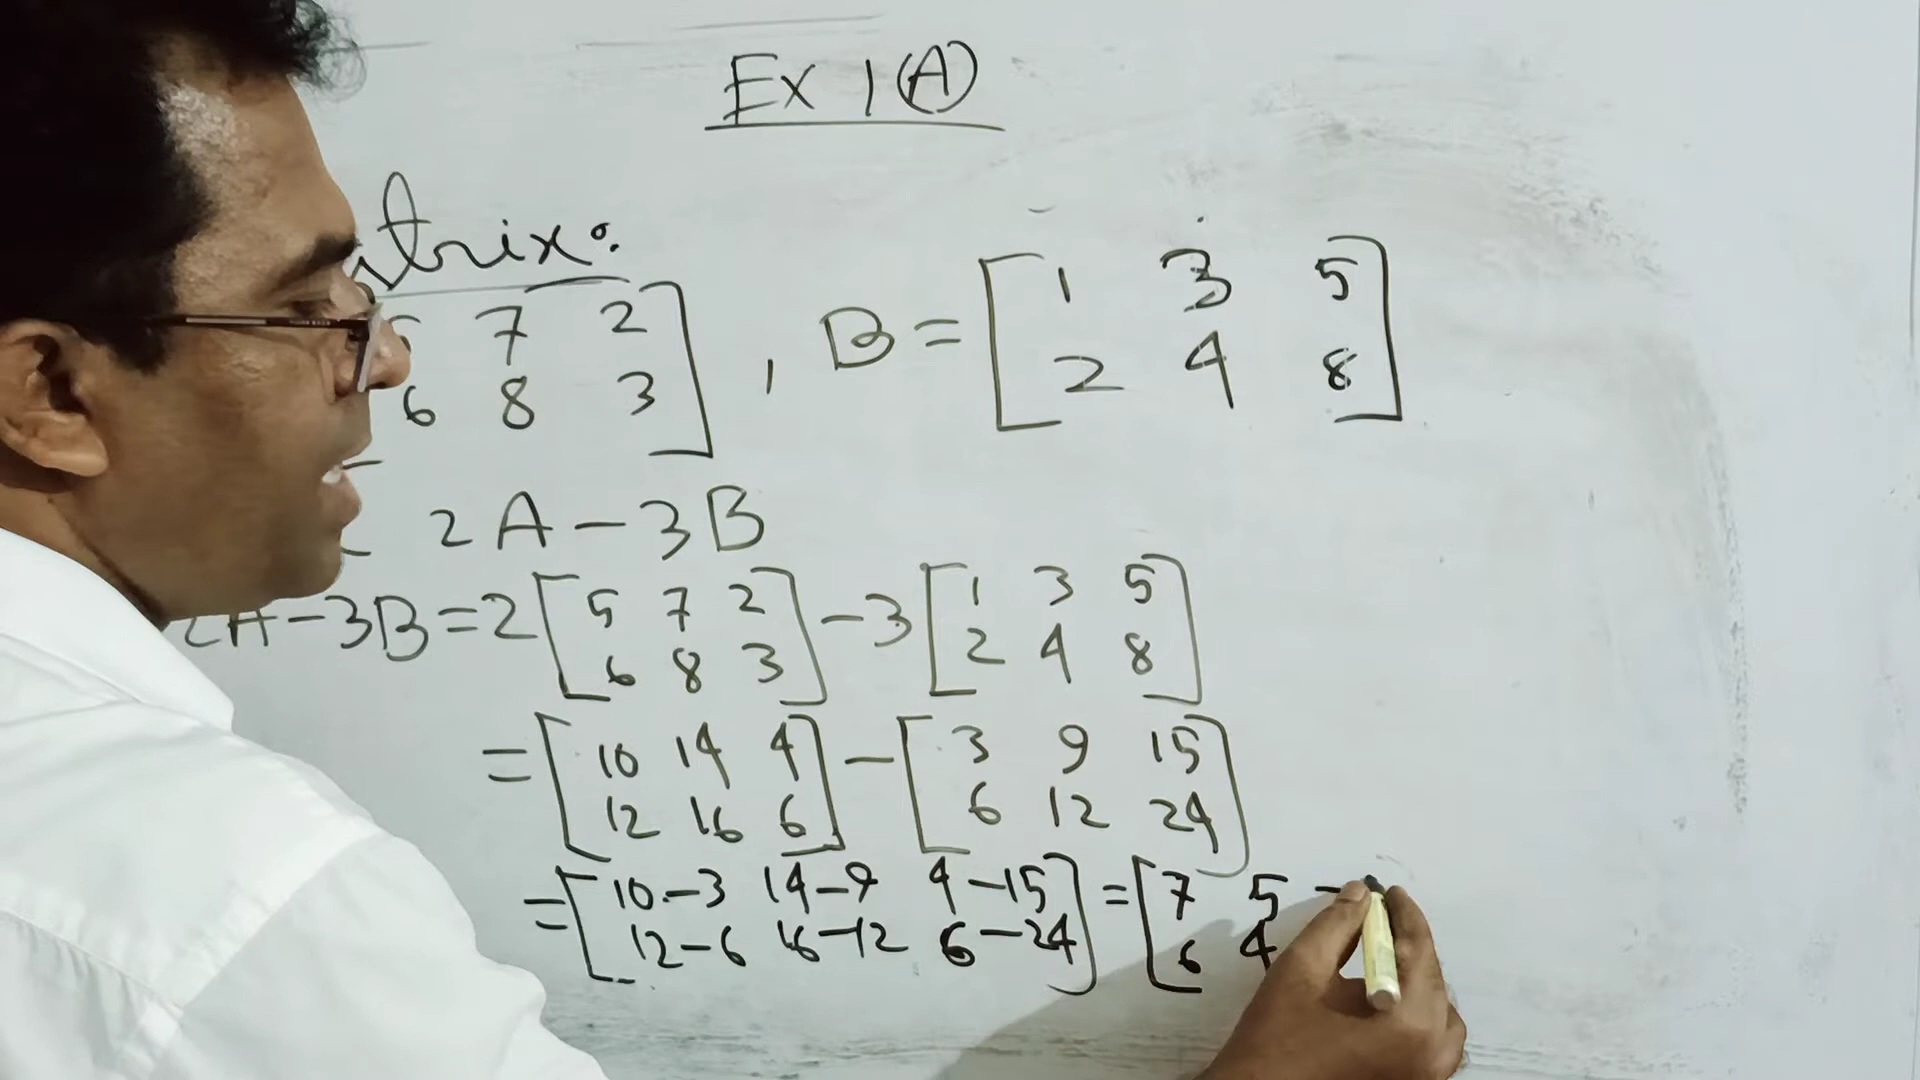 Ex 1(A)
trix:
7 2 , B = [ 1 3 5
6 8 3 ] 2 4 8 ]
2A - 3B
2A - 3B = 2 [ 5 7 2 - 3 [ 1 3 5
6 8 3 ] 2 4 8 ]
= [ 10 14 4 - [ 3 9 15
12 16 6 ] 6 12 24 ]
= [ 10-3 14-9 4-15 = [ 7 5 -
12-6 16-12 6-24 ] 6 4